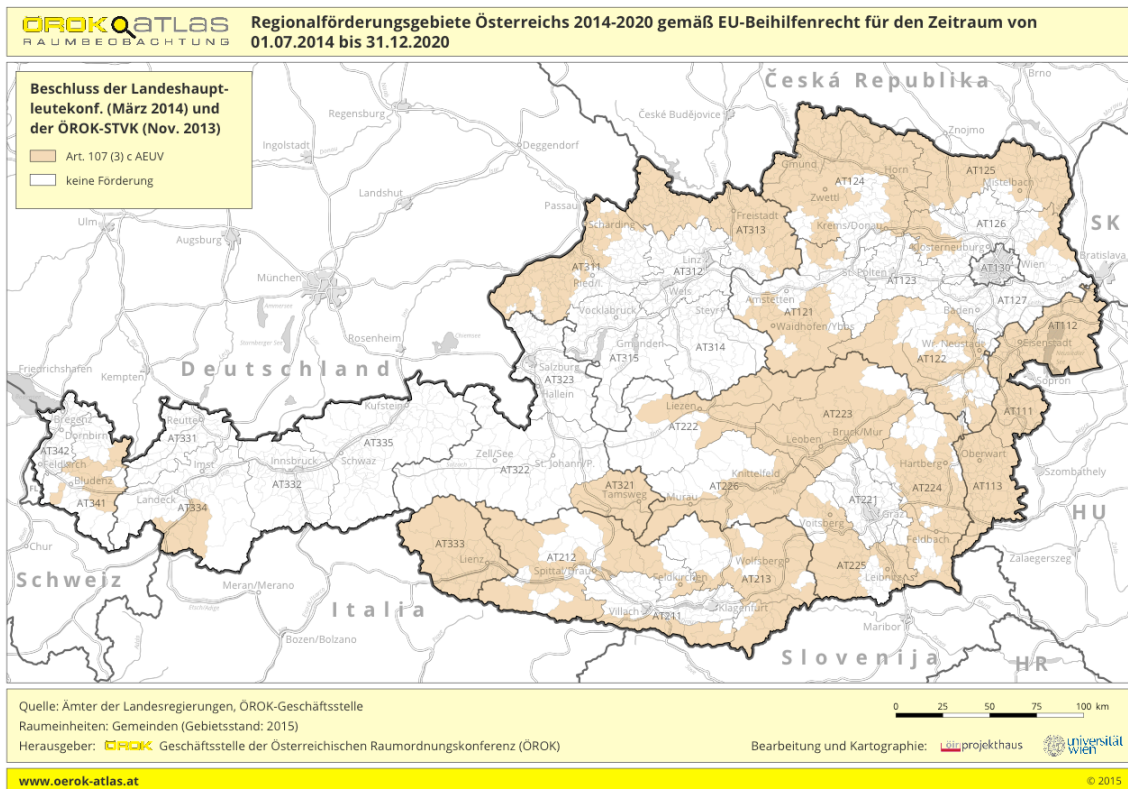 ÖROK ATLAS
RAUMBEOBACHTUNG
Regionalförderungsgebiete Österreichs 2014-2020 gemäß EU-Beihilfenrecht für den Zeitraum von
01.07.2014 bis 31.12.2020
Beschluss der Landeshaupt-
leutekonf. (März 2014) und
der ÖROK-STVK (Nov. 2013)
Art. 107 (3) c AEUV
keine Förderung
Česká Republika
Brno
Regensburg
České Budějovice
Znojmo
Ingolstadt
Deggendorf
Gmünd
Horn
AT125
Mistelbach
AT124
Zwettl
Landshut
Passau
Schärding
Freistadt
AT313
Krems/Donau
AT126
SK
Ulm
Augsburg
Klosterneuburg
Linz
AT312
AT311
Ried/I.
AT130
Wien
Bratislava
München
St. Pölten
AT123
Wels
Amstetten
AT127
Vöcklabruck
Steyr
AT121
Baden
Waidhofen/Ybbs
AT112
Eisenstadt
Rosenheim
Gmunden
AT314
AT315
Wr. Neustadt
AT122
Friedrichshafen
Kempten
Deutschland
Salzburg
AT323
Hallein
Sopron
Kufstein
Liezen
AT223
AT111
Bregenz
Reutte
AT222
Dornbirn
AT331
AT335
Leoben
Bruck/Mur
AT342
Feldkirch
Imst
Innsbruck
Schwaz
Zell/See
AT322
St. Johann/P.
Oberwart
Hartberg
Szombathely
Bludenz
AT341
Landeck
AT334
AT332
Knittelfeld
AT321
Tamsweg
Murau
AT226
AT224
AT113
AT221
Graz
HU
FL
Voitsberg
Chur
AT333
Lienz
AT212
Spittal/Drau
Feldbach
Wolfsberg
AT213
AT225
Leibnitz
Zalaegerszeg
Schweiz
Meran/Merano
Feldkirchen
Italia
Villach
AT211
Klagenfurt
Maribor
Bozen/Bolzano
Slovenija
HR
Quelle: Ämter der Landesregierungen, ÖROK-Geschäftsstelle
Raumeinheiten: Gemeinden (Gebietsstand: 2015)
Herausgeber: ÖROK Geschäftsstelle der Österreichischen Raumordnungskonferenz (ÖROK)
0 25 50 75 100 km
Bearbeitung und Kartographie: projekthaus universität wien
www.oerok-atlas.at
© 2015